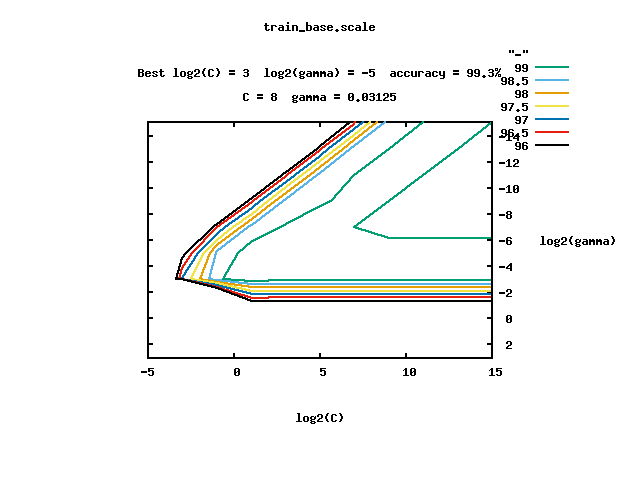 train_base.scale
"-"
Best log2(C) = 3  log2(gamma) = -5  accuracy = 99.3%
99
98.5
C = 8  gamma = 0.03125
98
97.5
97
96.5
96
-14
-12
-10
-8
-6
log2(gamma)
-4
-2
0
2
-5 0 5 10 15
log2(C)